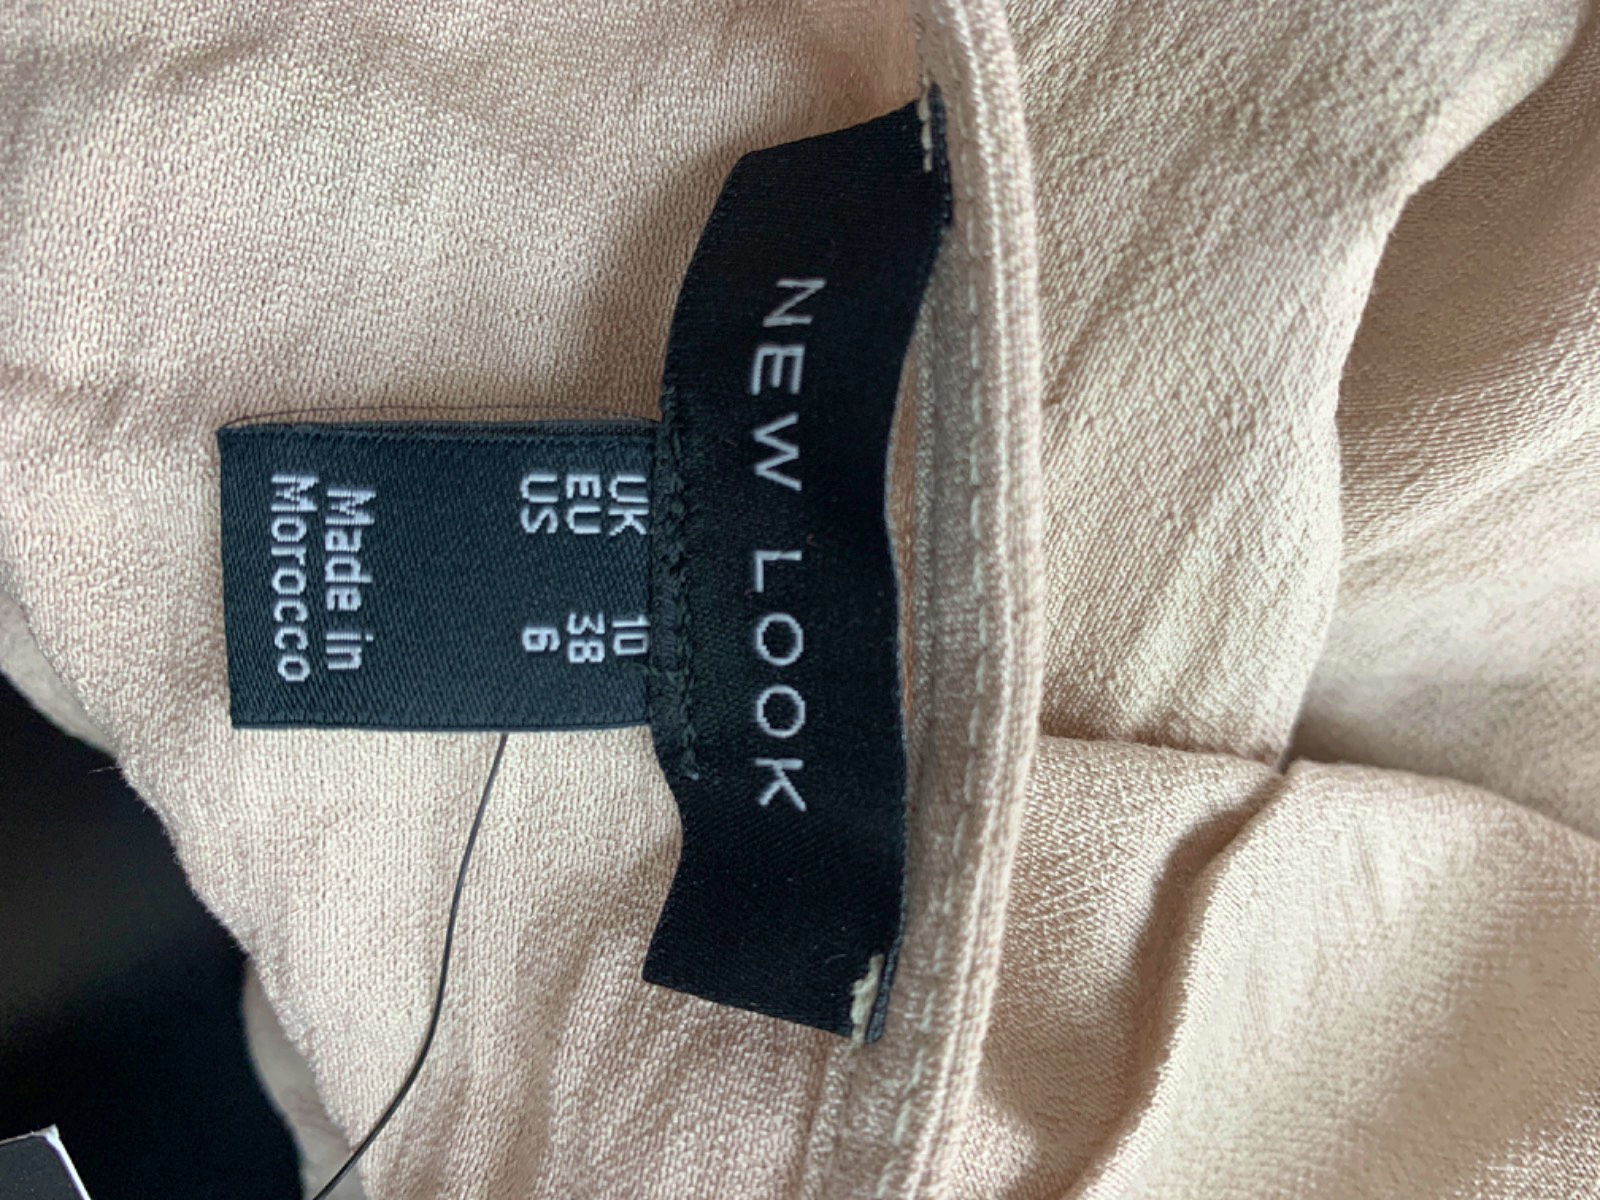 NEW LOOK
UK 10
EU 38
US 6
Made in
Morocco